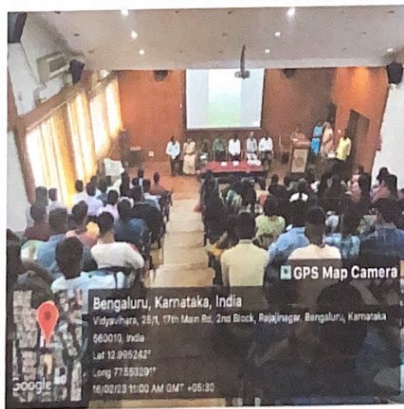 GPS Map Camera
Bengaluru, Karnataka, India
Vidyavihara, 25/1, 17th Main Rd, 2nd Block, Rajajinagar, Bengaluru, Karnataka
560010, India
Lat 12.995242°
Long 77.553291°
16/02/23 11:00 AM GMT +05:30
Google